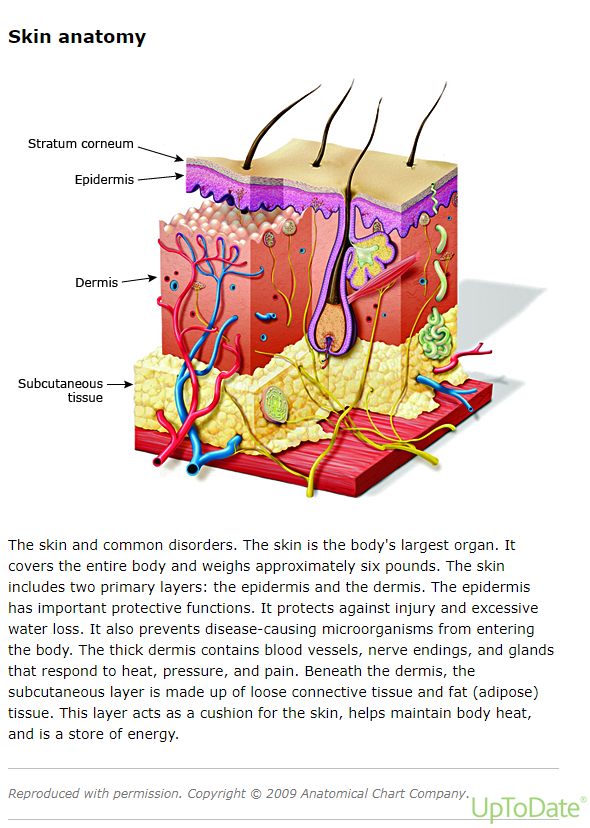 Skin anatomy
Stratum corneum
Epidermis
Dermis
Subcutaneous
tissue
The skin and common disorders. The skin is the body's largest organ. It
covers the entire body and weighs approximately six pounds. The skin
includes two primary layers: the epidermis and the dermis. The epidermis
has important protective functions. It protects against injury and excessive
water loss. It also prevents disease-causing microorganisms from entering
the body. The thick dermis contains blood vessels, nerve endings, and glands
that respond to heat, pressure, and pain. Beneath the dermis, the
subcutaneous layer is made up of loose connective tissue and fat (adipose)
tissue. This layer acts as a cushion for the skin, helps maintain body heat,
and is a store of energy.
Reproduced with permission. Copyright © 2009 Anatomical Chart Company.
UpToDate®